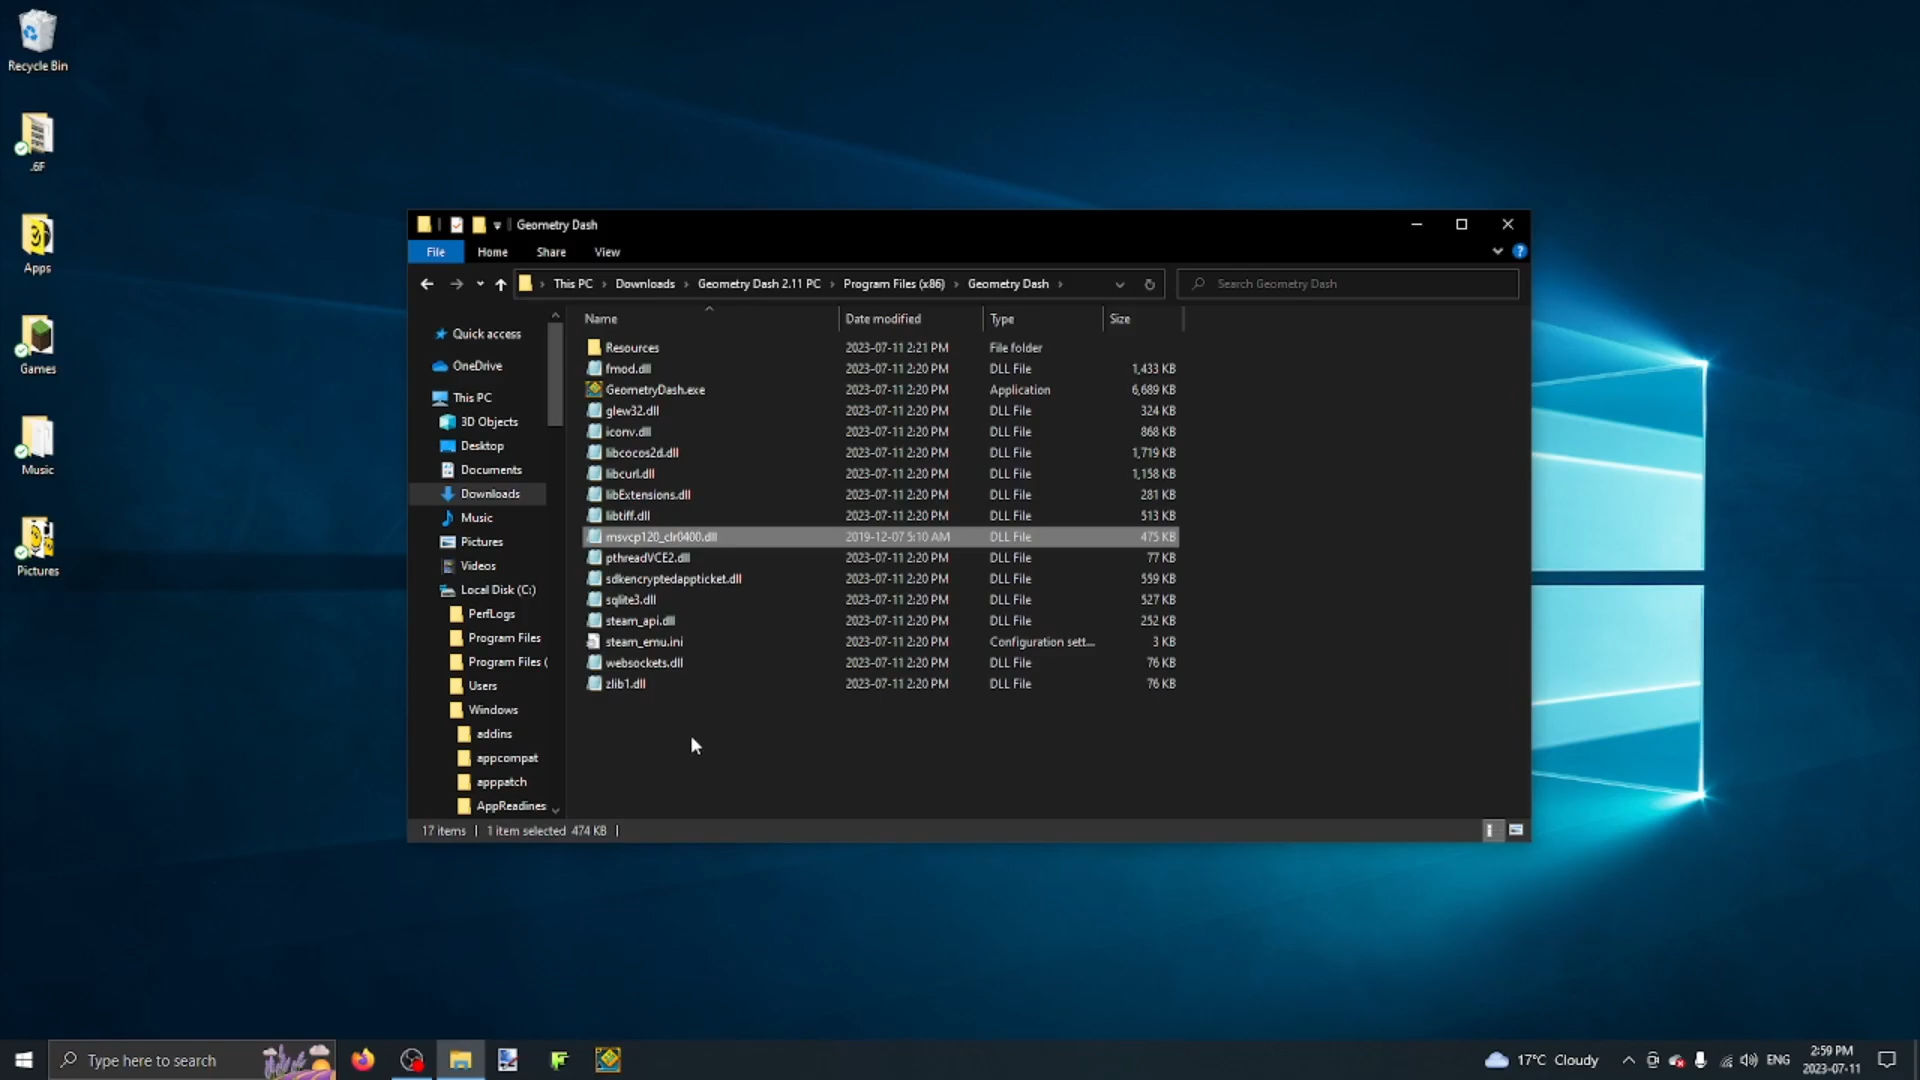 Recycle Bin
.6F
Apps
Games
Music
Pictures
Geometry Dash
File Home Share View
This PC Downloads Geometry Dash 2.11 PC Program Files (x86) Geometry Dash
Search Geometry Dash
Quick access
OneDrive
This PC
3D Objects
Desktop
Documents
Downloads
Music
Pictures
Videos
Local Disk (C:)
PerfLogs
Program Files
Program Files (
Users
Windows
addins
appcompat
apppatch
AppReadines
Name Date modified Type Size
Resources 2023-07-11 2:21 PM File folder
fmod.dll 2023-07-11 2:20 PM DLL File 1,433 KB
GeometryDash.exe 2023-07-11 2:20 PM Application 6,689 KB
glew32.dll 2023-07-11 2:20 PM DLL File 324 KB
iconv.dll 2023-07-11 2:20 PM DLL File 868 KB
libcocos2d.dll 2023-07-11 2:20 PM DLL File 1,719 KB
libcurl.dll 2023-07-11 2:20 PM DLL File 1,158 KB
libExtensions.dll 2023-07-11 2:20 PM DLL File 281 KB
libtiff.dll 2023-07-11 2:20 PM DLL File 513 KB
msvcp120_clr0400.dll 2019-12-07 5:10 AM DLL File 475 KB
pthreadVCE2.dll 2023-07-11 2:20 PM DLL File 77 KB
sdkencryptedappticket.dll 2023-07-11 2:20 PM DLL File 559 KB
sqlite3.dll 2023-07-11 2:20 PM DLL File 527 KB
steam_api.dll 2023-07-11 2:20 PM DLL File 252 KB
steam_emu.ini 2023-07-11 2:20 PM Configuration sett... 3 KB
websockets.dll 2023-07-11 2:20 PM DLL File 76 KB
zlib1.dll 2023-07-11 2:20 PM DLL File 76 KB
17 items 1 item selected 474 KB
Type here to search
17°C Cloudy
ENG
2:59 PM
2023-07-11